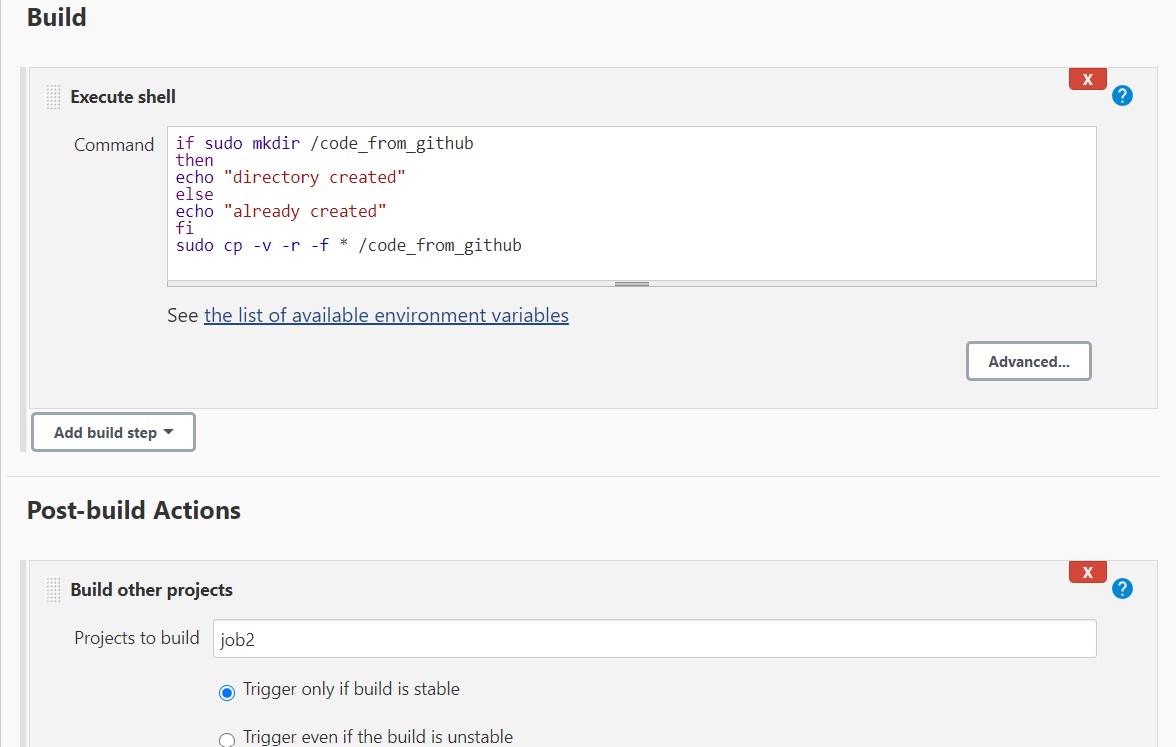 Build
X
Execute shell
?
Command
if sudo mkdir /code_from_github
then
echo "directory created"
else
echo "already created"
fi
sudo cp -v -r -f * /code_from_github
See the list of available environment variables
Advanced...
Add build step
Post-build Actions
X
Build other projects
?
Projects to build job2
Trigger only if build is stable
Trigger even if the build is unstable